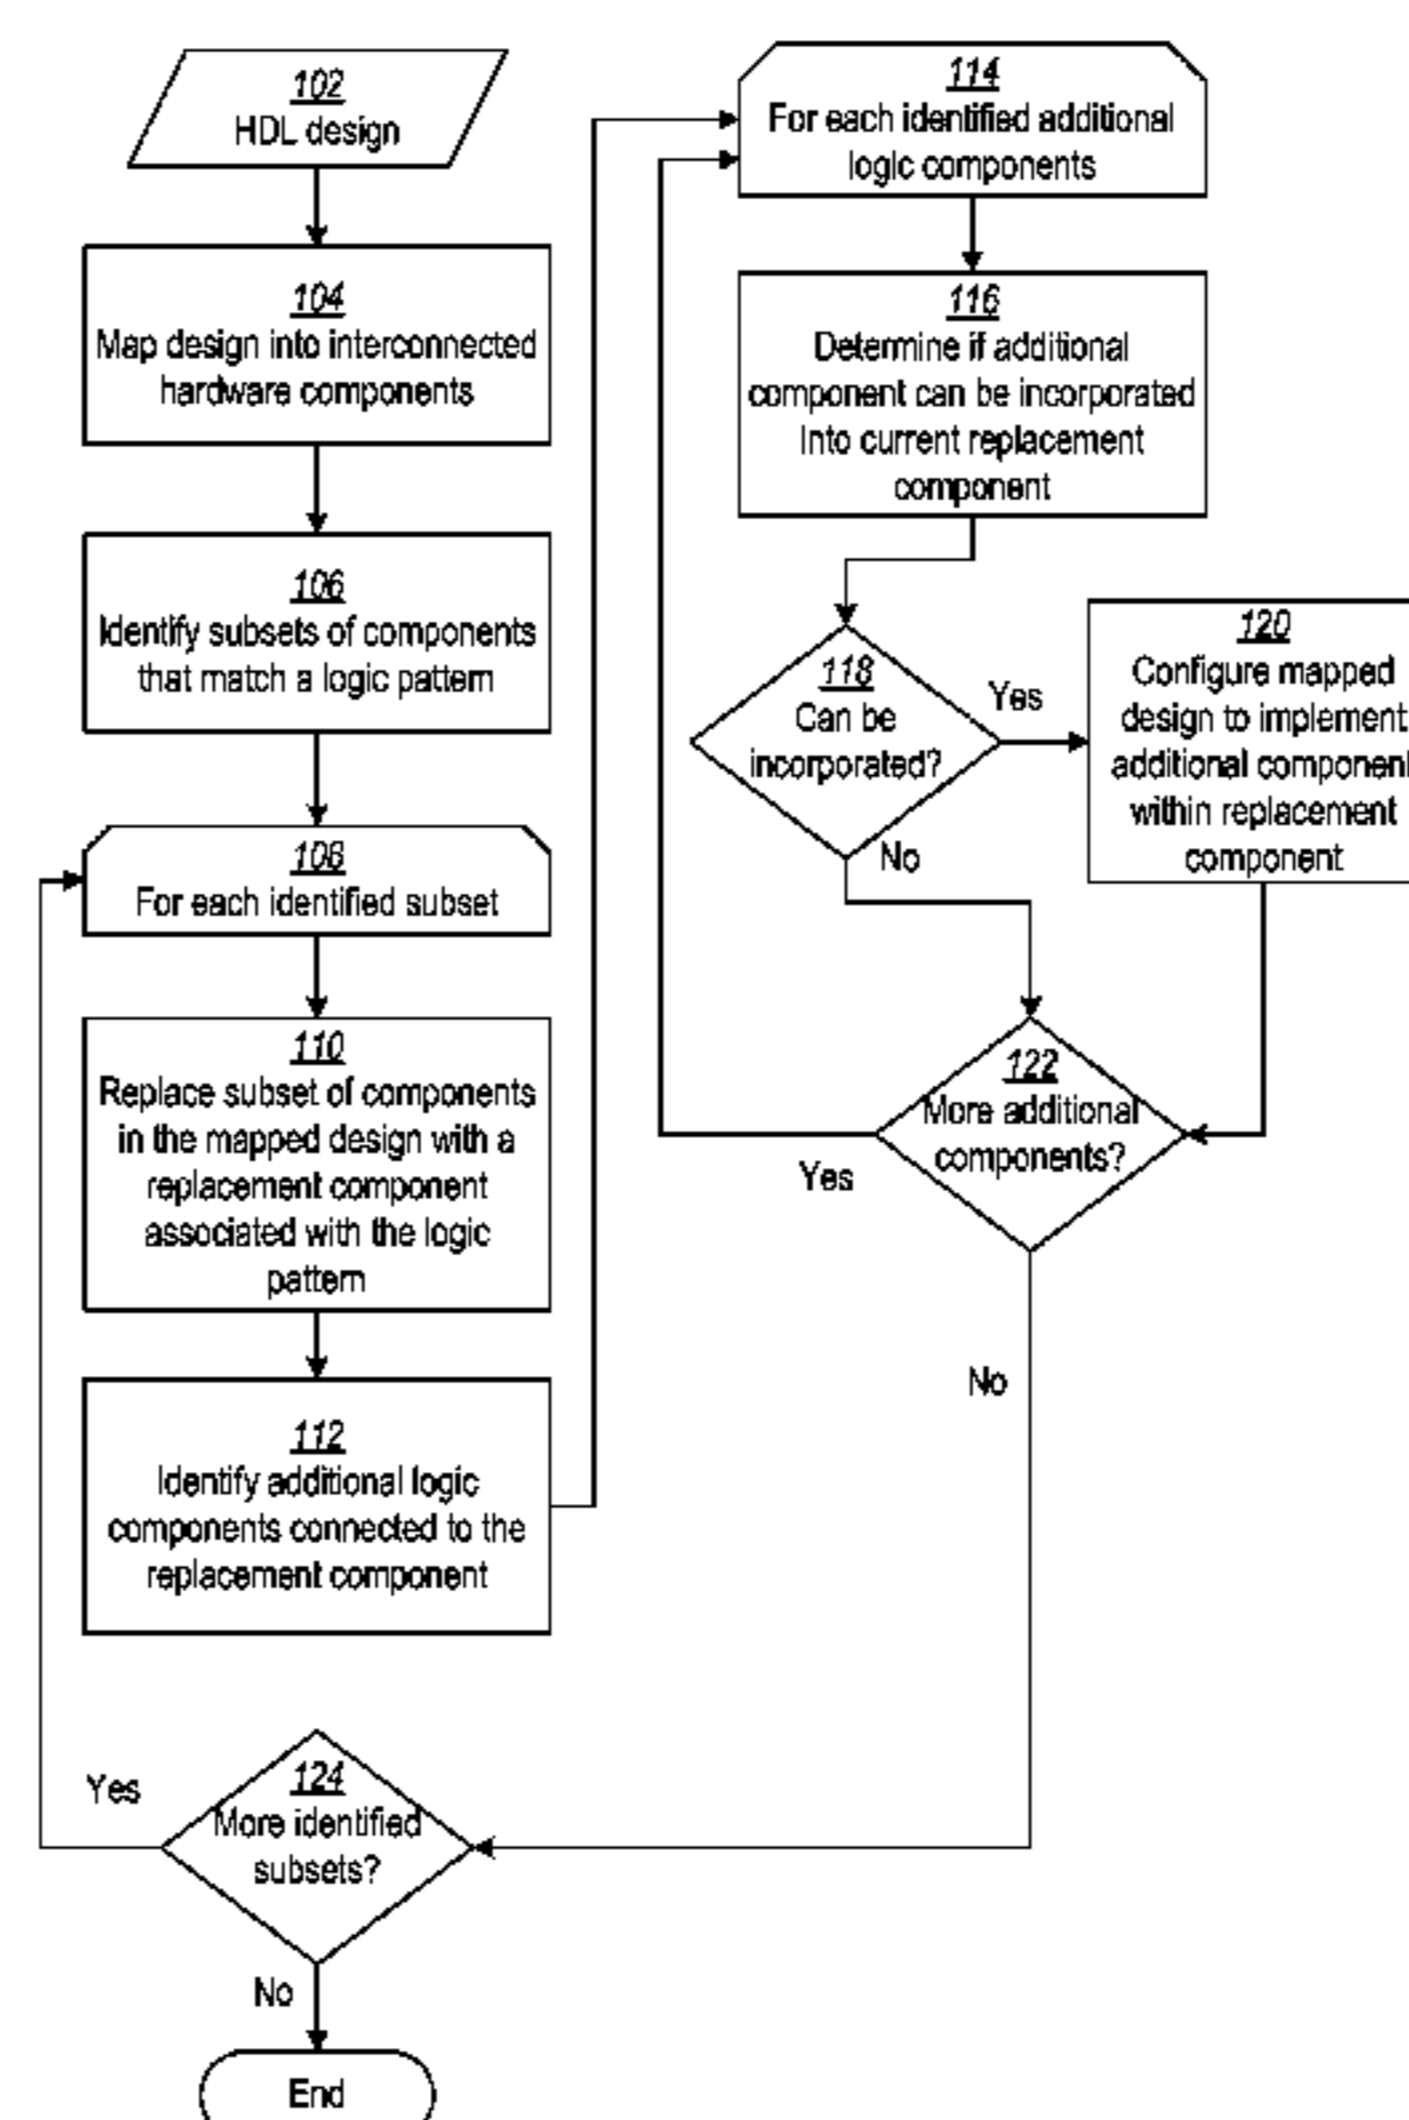 102
HDL design
104
Map design into interconnected
hardware components
106
Identify subsets of components
that match a logic pattern
108
For each identified subset
110
Replace subset of components
in the mapped design with a
replacement component
associated with the logic
pattern
112
Identify additional logic
components connected to the
replacement component
124
More identified
subsets?
Yes
No
End
114
For each identified additional
logic components
116
Determine if additional
component can be incorporated
Into current replacement
component
118
Can be
incorporated?
Yes
No
120
Configure mapped
design to implement
additional component
within replacement
component
122
More additional
components?
Yes
No